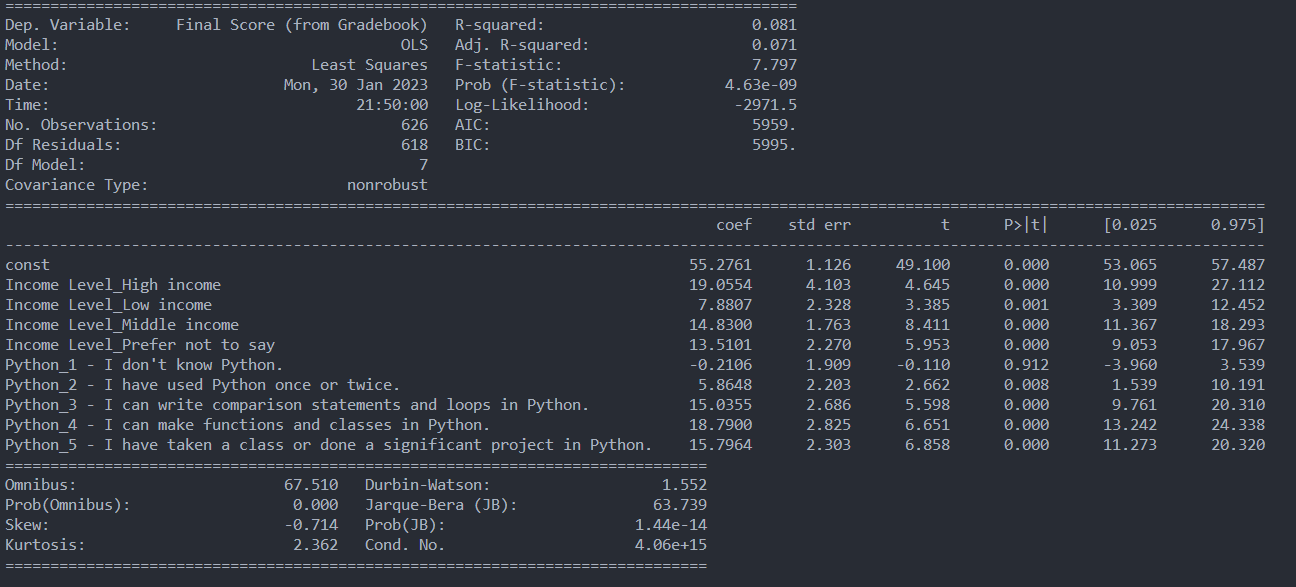 ==============================================================================
Dep. Variable:     Final Score (from Gradebook)   R-squared:                       0.081
Model:                                      OLS   Adj. R-squared:                  0.071
Method:                           Least Squares   F-statistic:                     7.797
Date:                          Mon, 30 Jan 2023   Prob (F-statistic):           4.63e-09
Time:                                  21:50:00   Log-Likelihood:                -2971.5
No. Observations:                           626   AIC:                             5959.
Df Residuals:                               618   BIC:                             5995.
Df Model:                                     7
Covariance Type:                      nonrobust
==============================================================================
coef    std err          t      P>|t|      [0.025      0.975]
------------------------------------------------------------------------------
const                                                                       55.2761      1.126     49.100      0.000      53.065      57.487
Income Level_High income                                                    19.0554      4.103      4.645      0.000      10.999      27.112
Income Level_Low income                                                      7.8807      2.328      3.385      0.001       3.309      12.452
Income Level_Middle income                                                  14.8300      1.763      8.411      0.000      11.367      18.293
Income Level_Prefer not to say                                              13.5101      2.270      5.953      0.000       9.053      17.967
Python_1 - I don't know Python.                                             -0.2106      1.909     -0.110      0.912      -3.960       3.539
Python_2 - I have used Python once or twice.                                 5.8648      2.203      2.662      0.008       1.539      10.191
Python_3 - I can write comparison statements and loops in Python.           15.0355      2.686      5.598      0.000       9.761      20.310
Python_4 - I can make functions and classes in Python.                      18.7900      2.825      6.651      0.000      13.242      24.338
Python_5 - I have taken a class or done a significant project in Python.    15.7964      2.303      6.858      0.000      11.273      20.320
==============================================================================
Omnibus:                       67.510   Durbin-Watson:                   1.552
Prob(Omnibus):                  0.000   Jarque-Bera (JB):               63.739
Skew:                          -0.714   Prob(JB):                     1.44e-14
Kurtosis:                       2.362   Cond. No.                     4.06e+15
==============================================================================